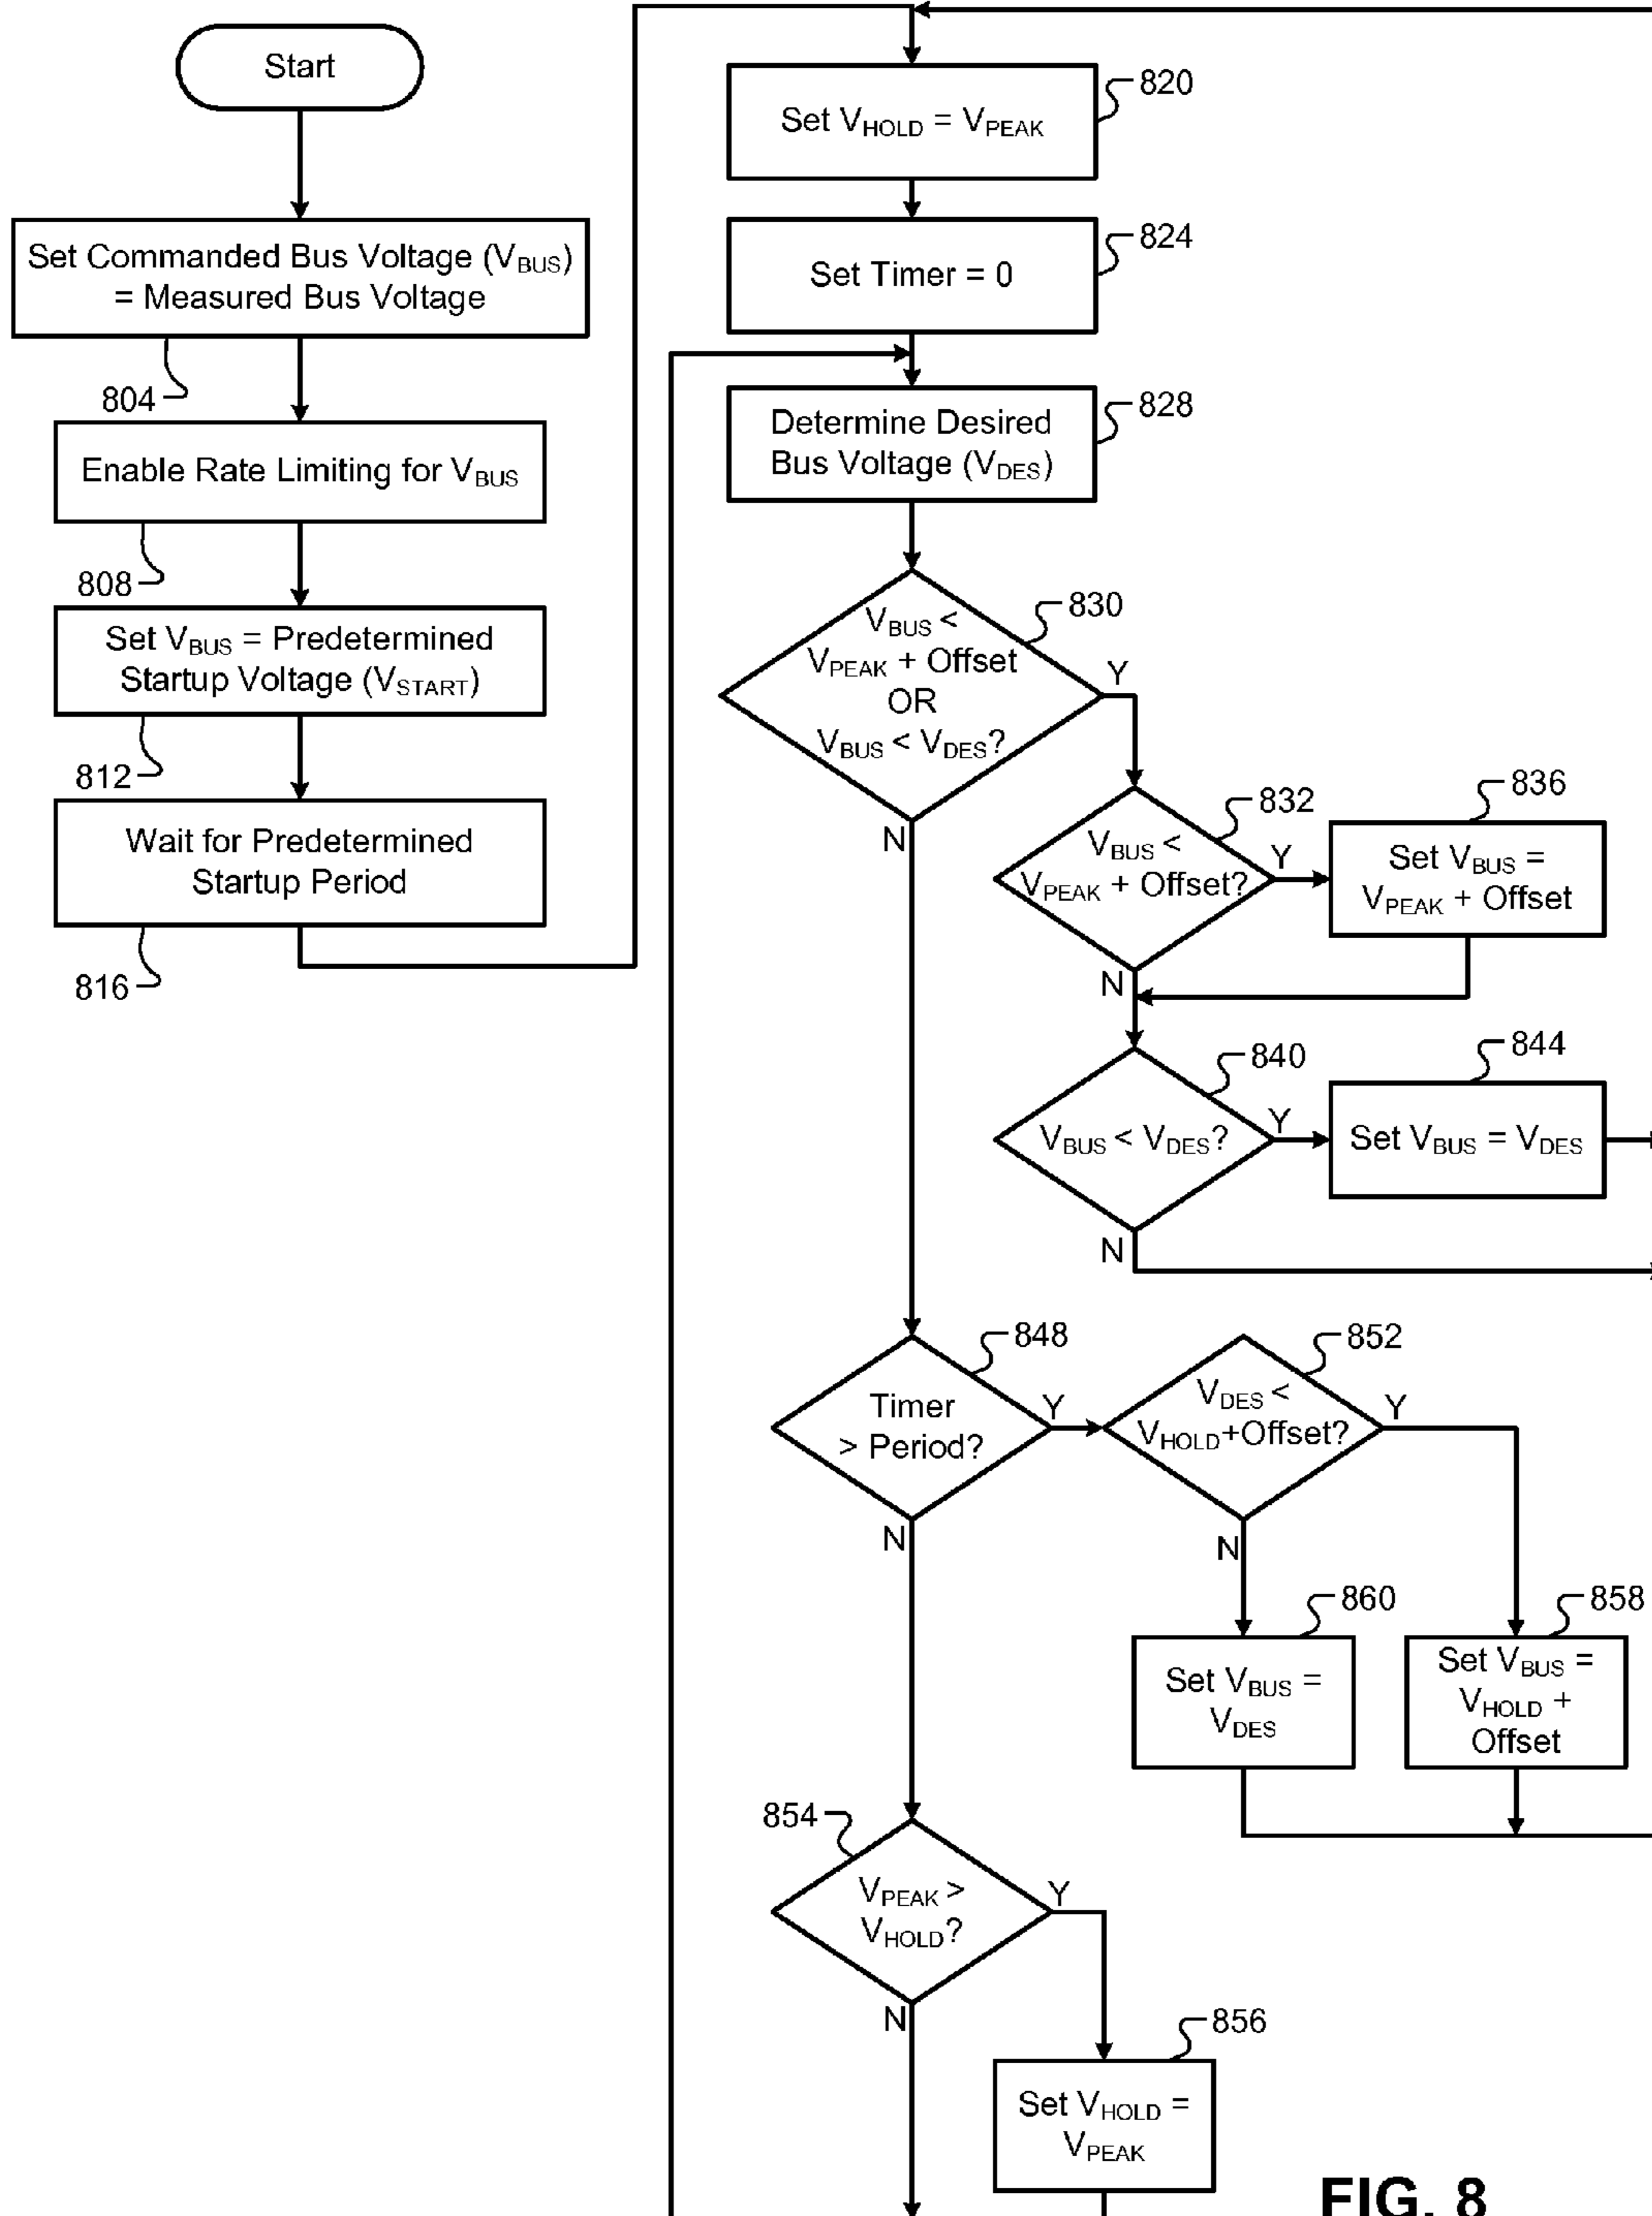 Start
Set Commanded Bus Voltage (VBUS)
= Measured Bus Voltage
804
Enable Rate Limiting for VBUS
808
Set VBUS = Predetermined
Startup Voltage (VSTART)
812
Wait for Predetermined
Startup Period
816
Set VHOLD = VPEAK
820
Set Timer = 0
824
Determine Desired
Bus Voltage (VDES)
828
VBUS <
VPEAK + Offset
OR
VBUS < VDES?
830
Y
N
VBUS <
VPEAK + Offset?
832
Y
N
Set VBUS =
VPEAK + Offset
836
VBUS < VDES?
840
Y
N
Set VBUS = VDES
844
Timer
> Period?
848
Y
N
VDES <
VHOLD+Offset?
852
Y
N
Set VBUS =
VDES
860
Set VBUS =
VHOLD +
Offset
858
VPEAK >
VHOLD?
854
Y
N
Set VHOLD =
VPEAK
856
FIG. 8